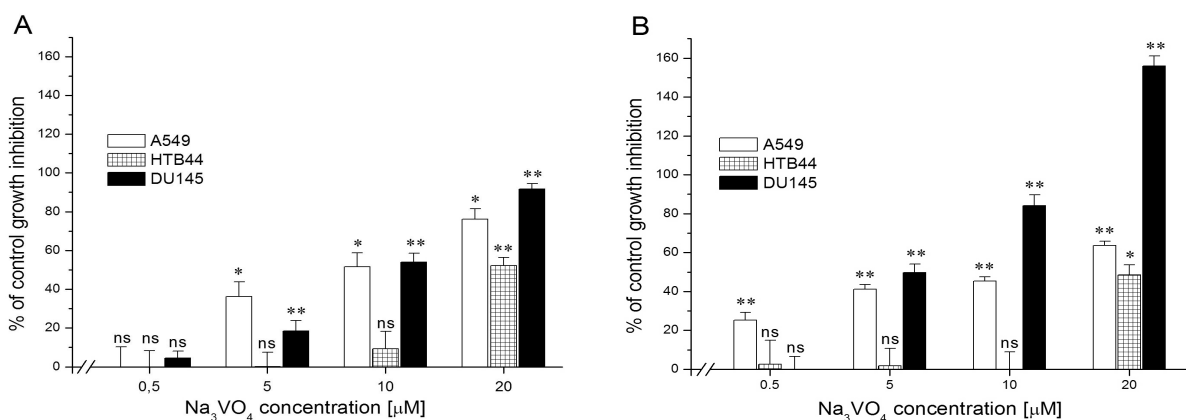 A
% of control growth inhibition
160
140
120
100
80
60
40
20
0
A549
HTB44
DU145
ns ns ns
* ns **
* ns **
* ** **
0,5 5 10 20
Na₃VO₄ concentration [µM]
B
% of control growth inhibition
160
140
120
100
80
60
40
20
0
A549
HTB44
DU145
** ns ns
** ns **
** ns **
** * **
0.5 5 10 20
Na₃VO₄ concentration [µM]